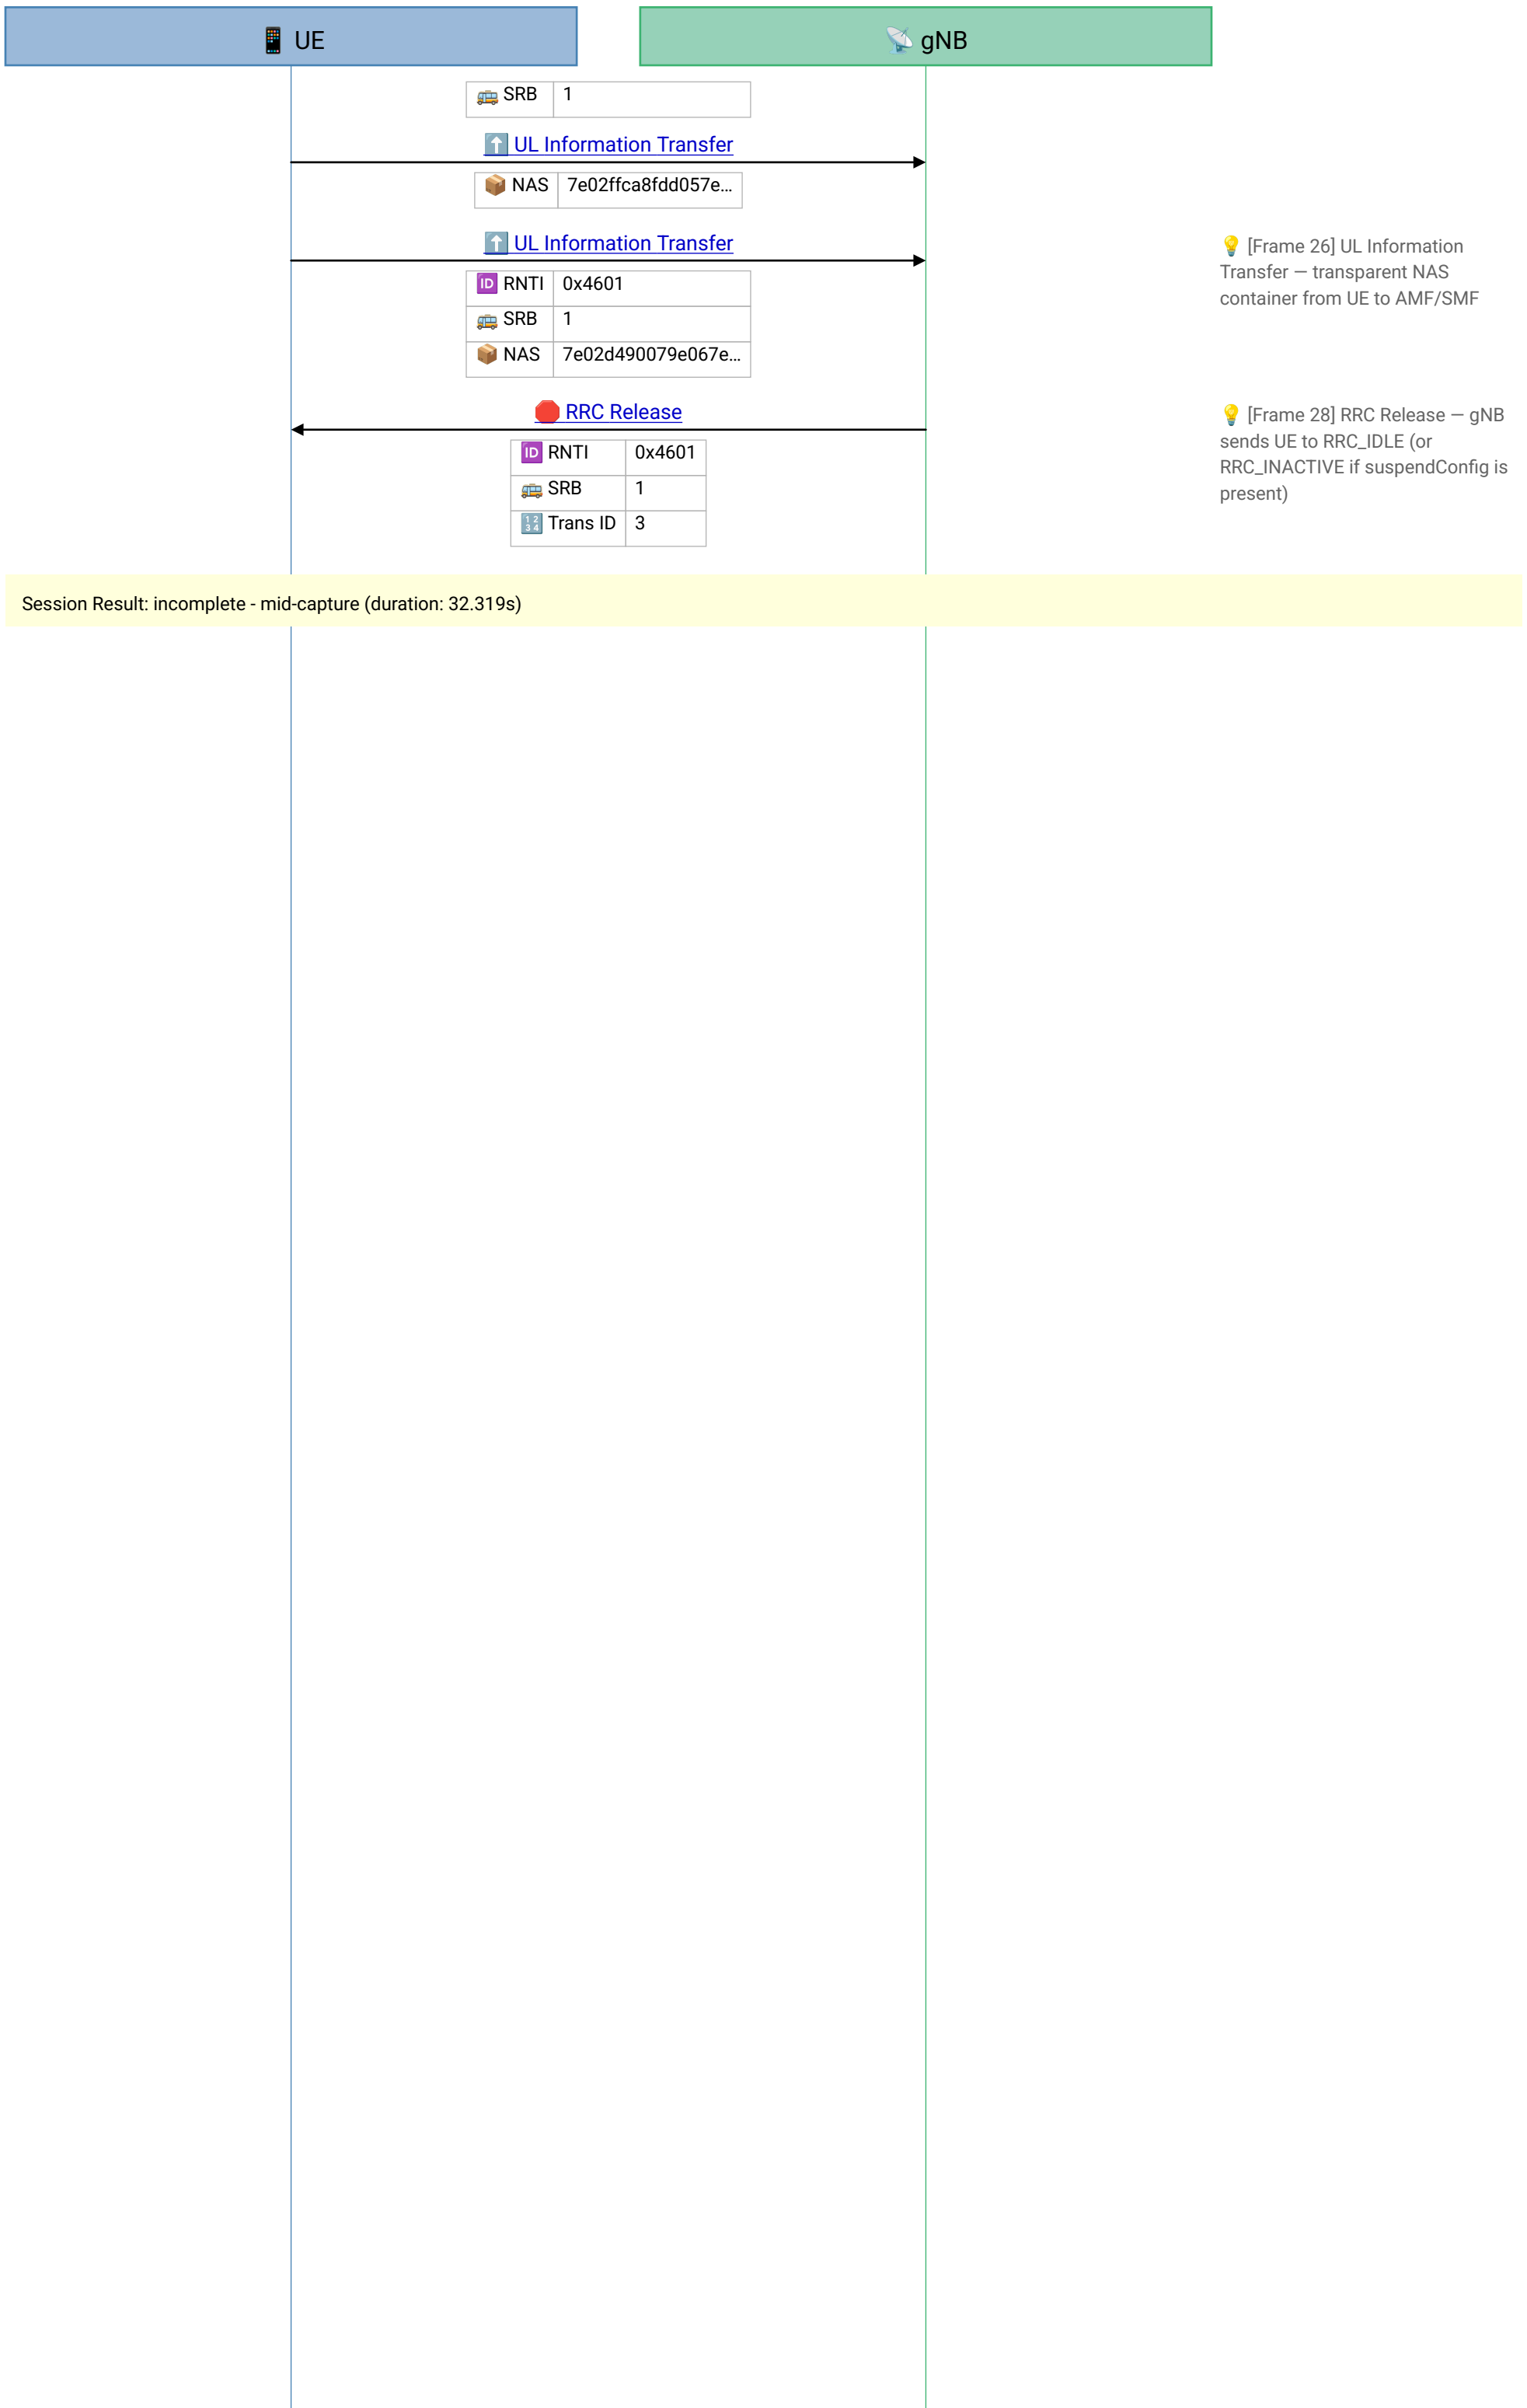 📱 UE
📡 gNB
🚌 SRB 1
⬆️ UL Information Transfer
📦 NAS 7e02ffca8fdd057e...
⬆️ UL Information Transfer
💡 [Frame 26] UL Information
Transfer — transparent NAS
container from UE to AMF/SMF
🆔 RNTI 0x4601
🚌 SRB 1
📦 NAS 7e02d490079e067e...
🛑 RRC Release
💡 [Frame 28] RRC Release — gNB
sends UE to RRC_IDLE (or
RRC_INACTIVE if suspendConfig is
present)
🆔 RNTI 0x4601
🚌 SRB 1
🔢 Trans ID 3
Session Result: incomplete - mid-capture (duration: 32.319s)